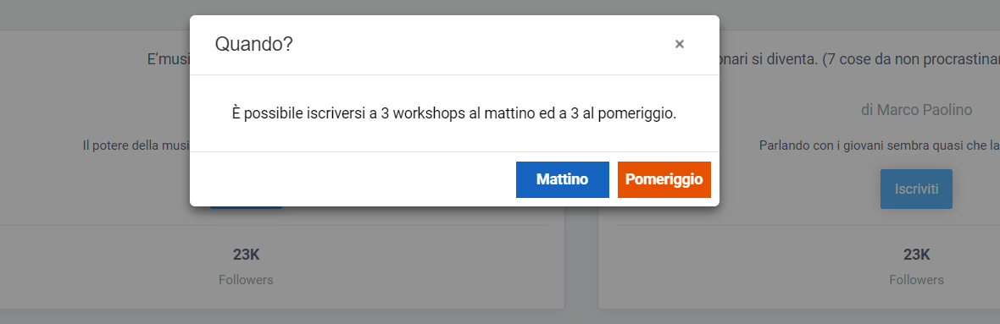 Quando?
×
È possibile iscriversi a 3 workshops al mattino ed a 3 al pomeriggio.
Mattino
Pomeriggio
E’musi
Il potere della musi
23K
Followers
onari si diventa. (7 cose da non procrastinar
di Marco Paolino
Parlando con i giovani sembra quasi che la
Iscriviti
23K
Followers